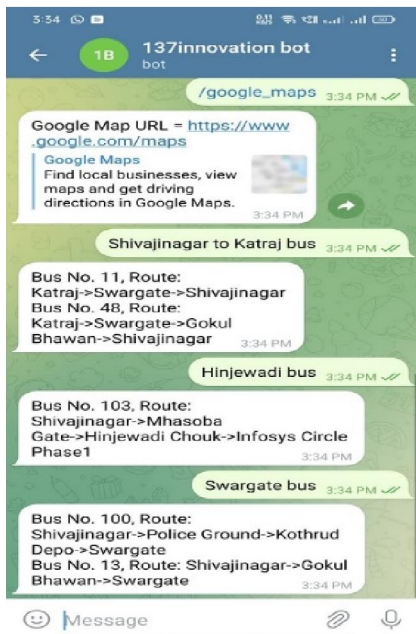 3:34
137innovation bot
1B
bot
/google_maps 3:34 PM
Google Map URL = https://www
.google.com/maps
Google Maps
Find local businesses, view
maps and get driving
directions in Google Maps.
3:34 PM
Shivajinagar to Katraj bus 3:34 PM
Bus No. 11, Route:
Katraj->Swargate->Shivajinagar
Bus No. 48, Route:
Katraj->Swargate->Gokul
Bhawan->Shivajinagar 3:34 PM
Hinjewadi bus 3:34 PM
Bus No. 103, Route:
Shivajinagar->Mhasoba
Gate->Hinjewadi Chouk->Infosys Circle
Phase1
3:34 PM
Swargate bus 3:34 PM
Bus No. 100, Route:
Shivajinagar->Police Ground->Kothrud
Depo->Swargate
Bus No. 13, Route: Shivajinagar->Gokul
Bhawan->Swargate
3:34 PM
Message